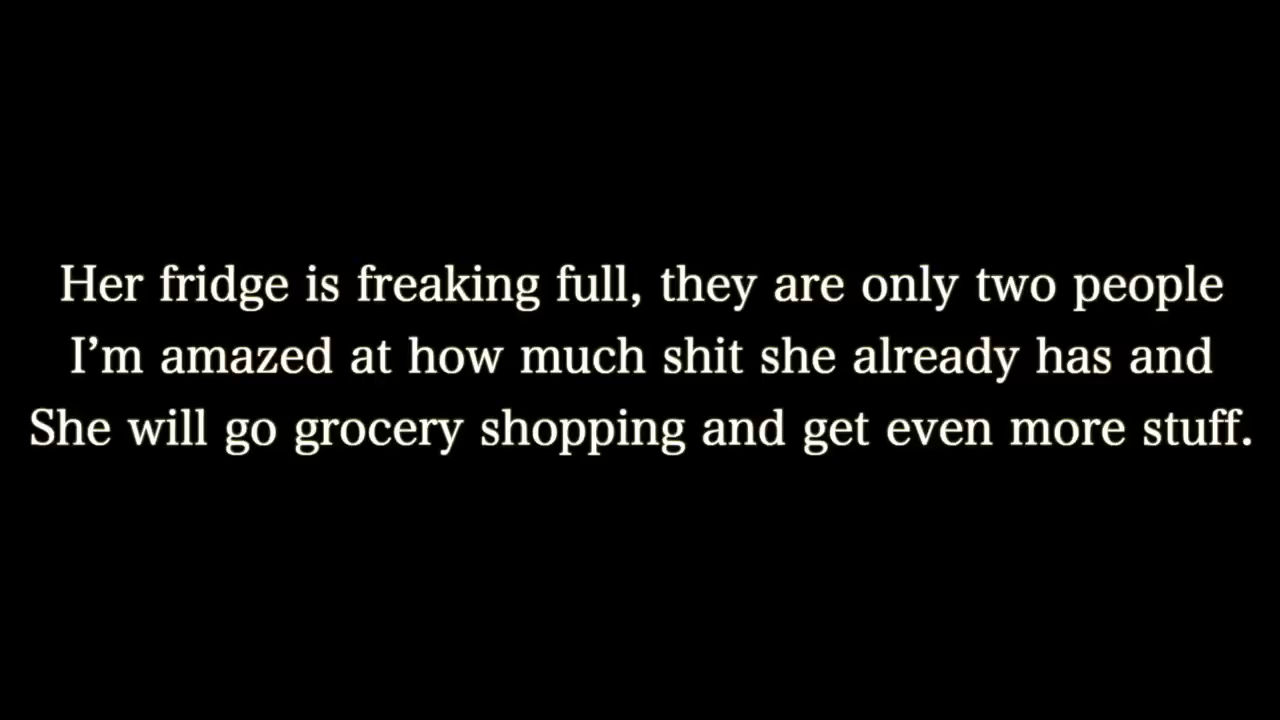 Her fridge is freaking full, they are only two people
I’m amazed at how much shit she already has and
She will go grocery shopping and get even more stuff.